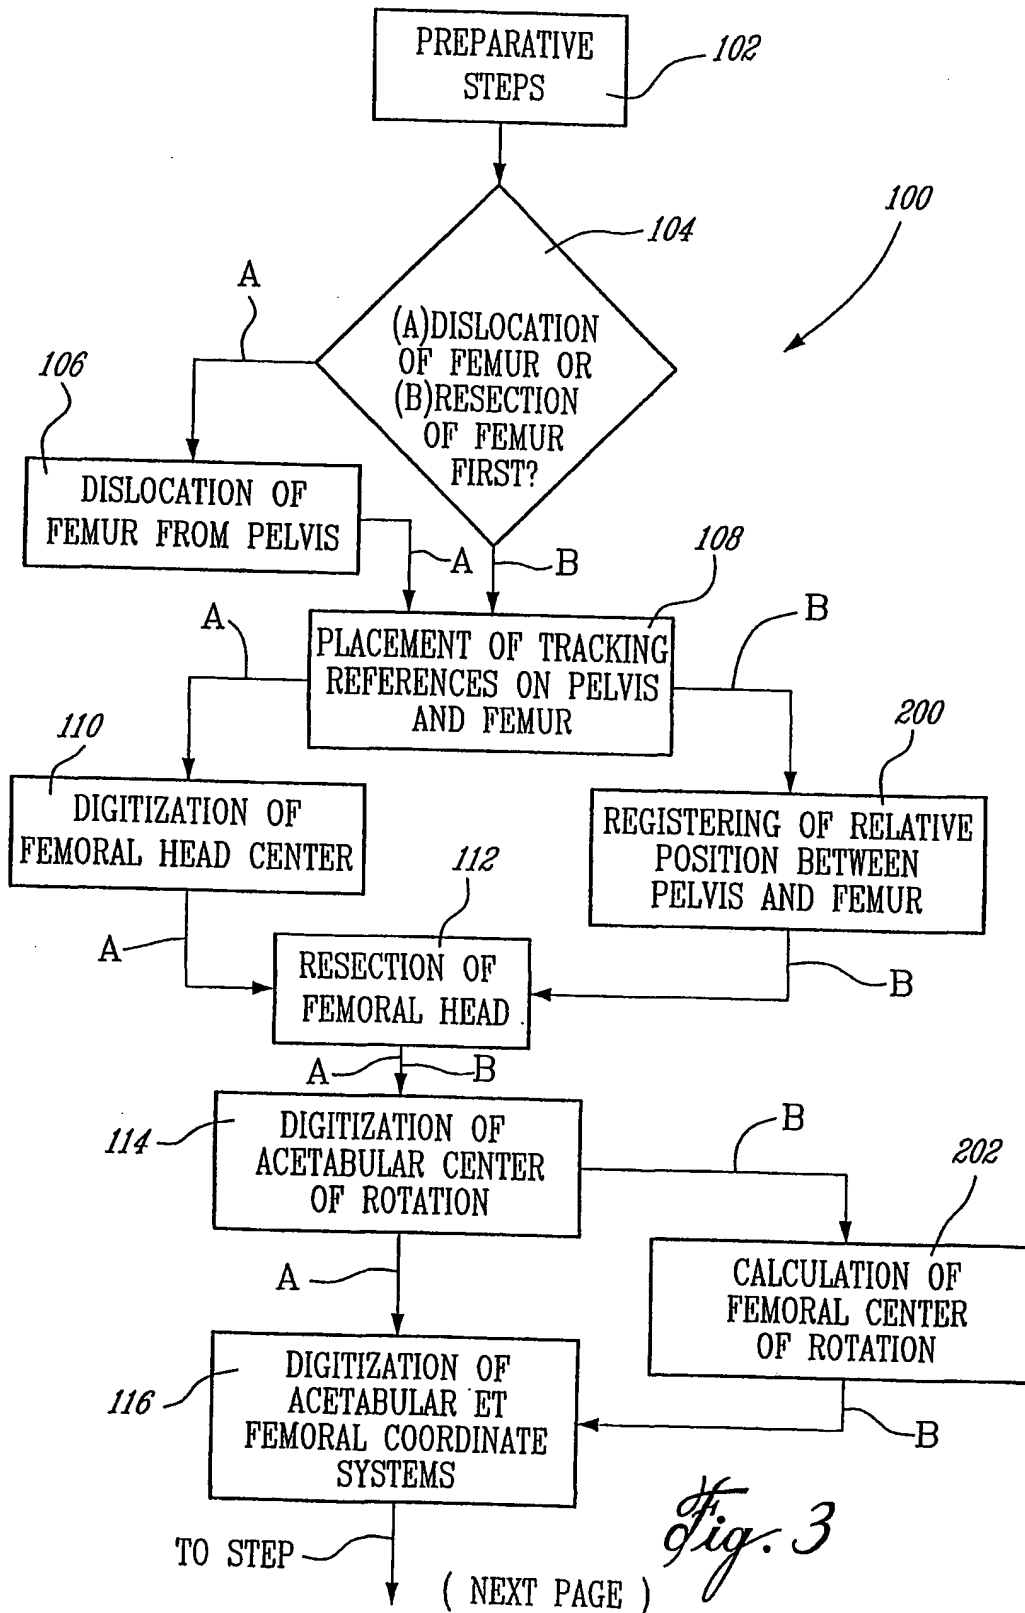 PREPARATIVE
STEPS
102
100
104
A
(A)DISLOCATION
OF FEMUR OR
(B)RESECTION
OF FEMUR
FIRST?
106
DISLOCATION OF
FEMUR FROM PELVIS
A
B
108
A
PLACEMENT OF TRACKING
REFERENCES ON PELVIS
AND FEMUR
B
110
DIGITIZATION OF
FEMORAL HEAD CENTER
200
REGISTERING OF RELATIVE
POSITION BETWEEN
PELVIS AND FEMUR
112
A
RESECTION OF
FEMORAL HEAD
B
A
B
114
DIGITIZATION OF
ACETABULAR CENTER
OF ROTATION
B
202
A
CALCULATION OF
FEMORAL CENTER
OF ROTATION
116
DIGITIZATION OF
ACETABULAR ET
FEMORAL COORDINATE
SYSTEMS
B
TO STEP
( NEXT PAGE )
Fig. 3